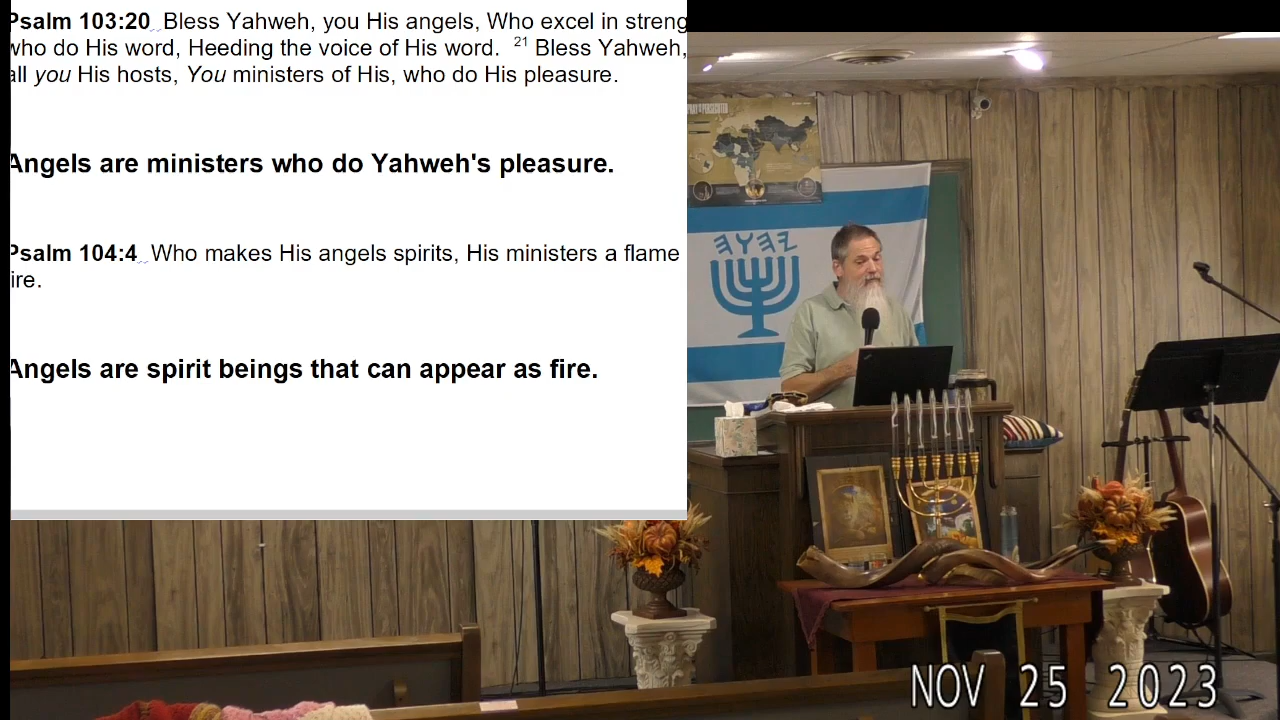 Psalm 103:20 Bless Yahweh, you His angels, Who excel in streng
who do His word, Heeding the voice of His word. 21 Bless Yahweh,
all you His hosts, You ministers of His, who do His pleasure.
Angels are ministers who do Yahweh's pleasure.
Psalm 104:4 Who makes His angels spirits, His ministers a flame
ire.
Angels are spirit beings that can appear as fire.
𐤉𐤄𐤅𐤄
NOV 25 2023